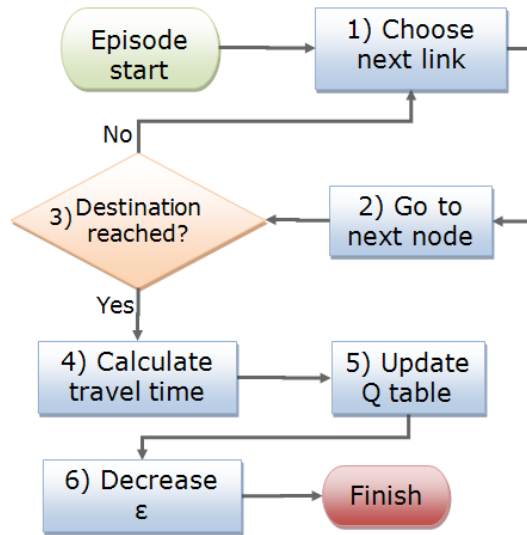 Episode
start
1) Choose
next link
No
3) Destination
reached?
2) Go to
next node
Yes
4) Calculate
travel time
5) Update
Q table
6) Decrease
ε
Finish